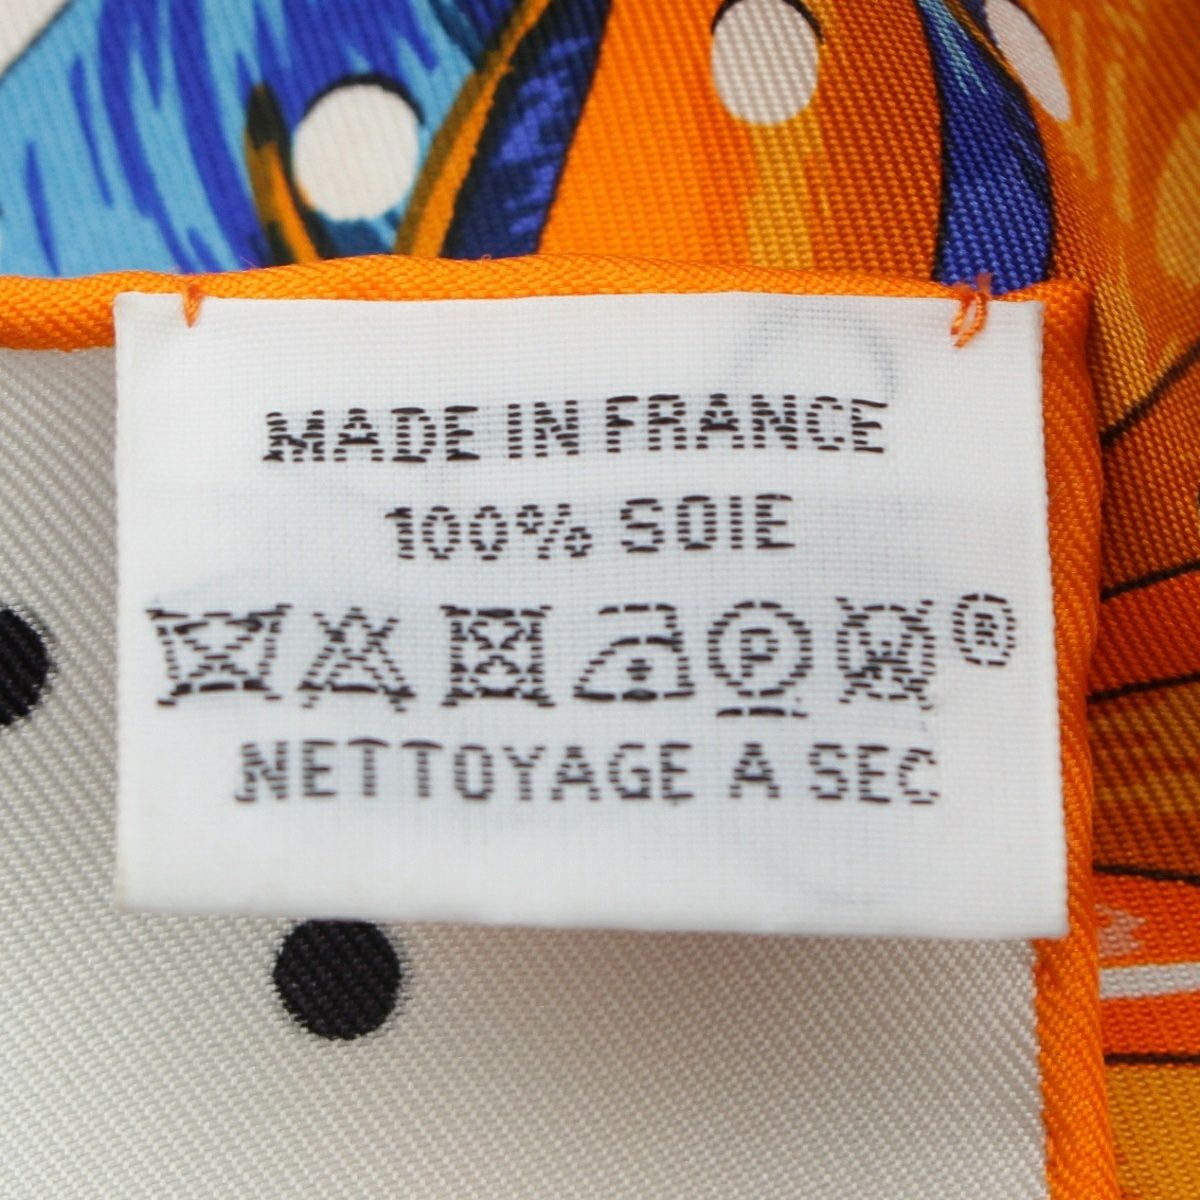 MADE IN FRANCE
100% SOIE
P ®
NETTOYAGE A SEC